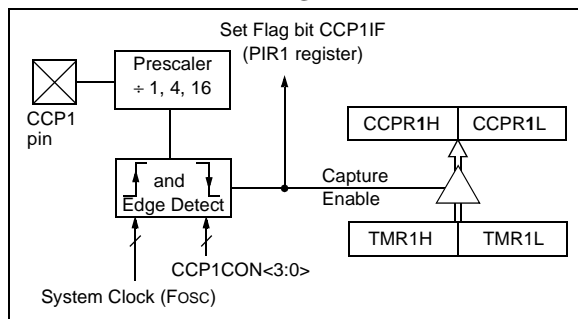 Set Flag bit CCP1IF
(PIR1 register)
Prescaler
÷ 1, 4, 16
CCP1
pin
CCPR1H
CCPR1L
and
Edge Detect
Capture
Enable
TMR1H
TMR1L
CCP1CON<3:0>
System Clock (FOSC)